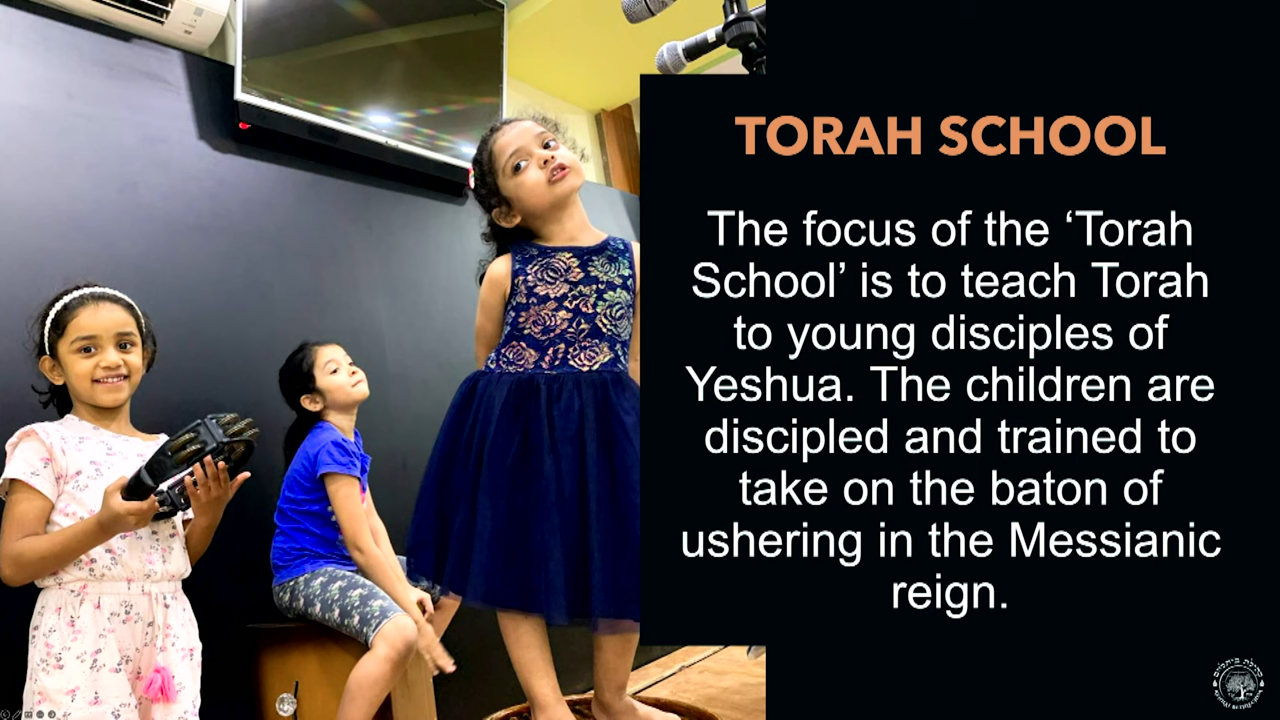 TORAH SCHOOL
The focus of the ‘Torah
School’ is to teach Torah
to young disciples of
Yeshua. The children are
discipled and trained to
take on the baton of
ushering in the Messianic
reign.